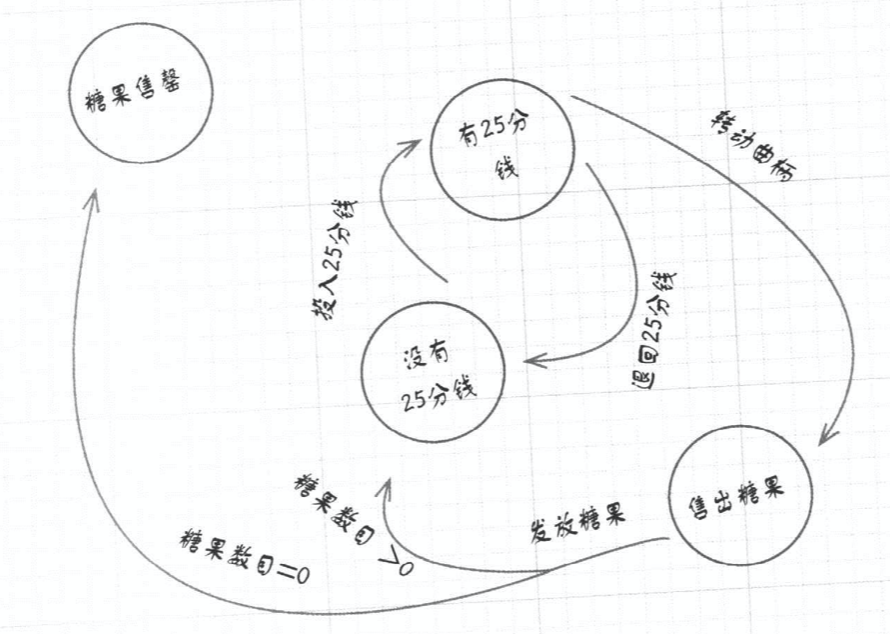 糖果售罄
有25分
钱
转动曲柄
投入25分钱
退回25分钱
没有
25分钱
售出糖果
发放糖果
糖果数目
>0
糖果数目=0